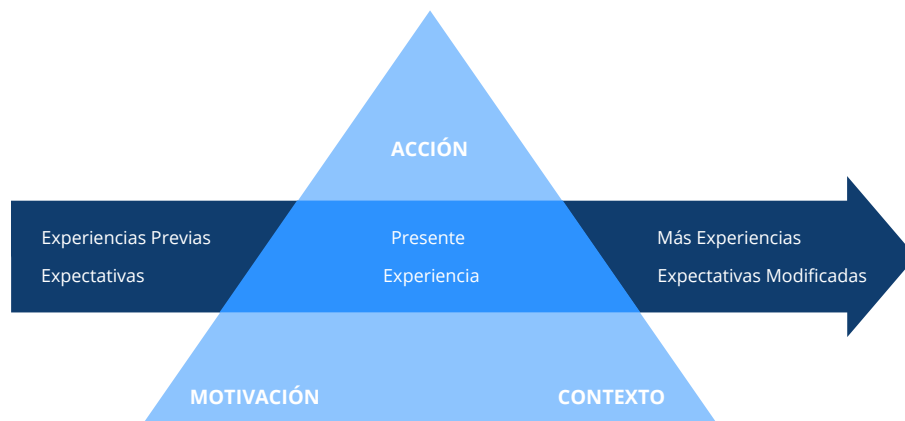 ACCIÓN
Experiencias Previas
Expectativas
Presente
Experiencia
Más Experiencias
Expectativas Modificadas
MOTIVACIÓN
CONTEXTO